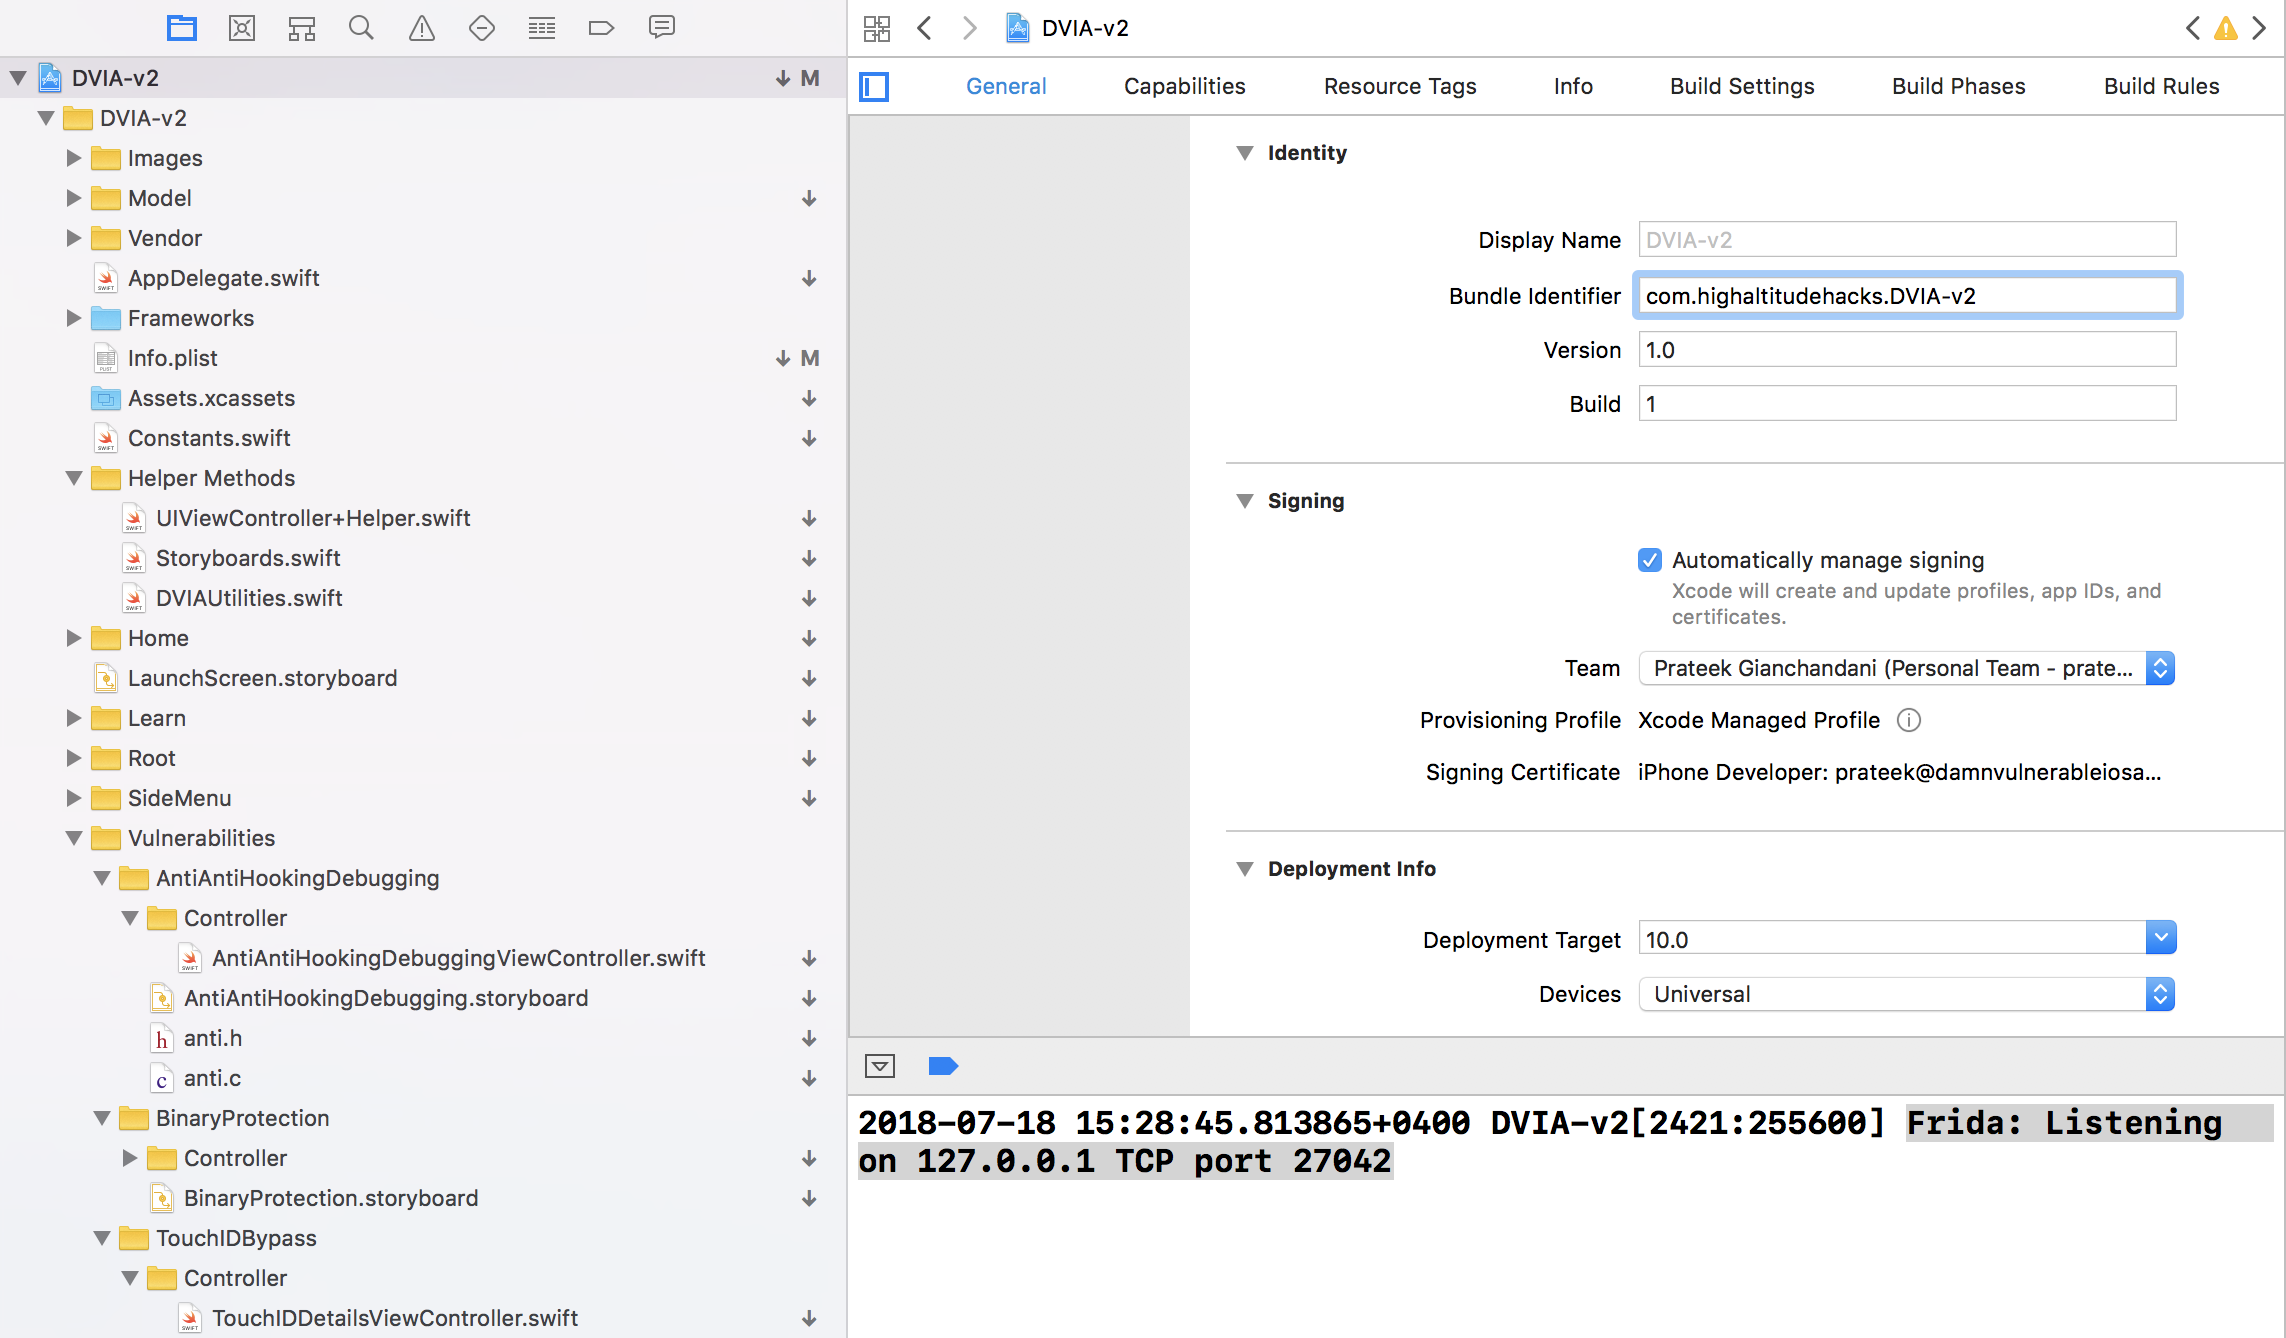 DVIA-v2 M
DVIA-v2
Images
Model
Vendor
AppDelegate.swift
Frameworks
Info.plist M
Assets.xcassets
Constants.swift
Helper Methods
UIViewController+Helper.swift
Storyboards.swift
DVIAUtilities.swift
Home
LaunchScreen.storyboard
Learn
Root
SideMenu
Vulnerabilities
AntiAntiHookingDebugging
Controller
AntiAntiHookingDebuggingViewController.swift
AntiAntiHookingDebugging.storyboard
h anti.h
c anti.c
BinaryProtection
Controller
BinaryProtection.storyboard
TouchIDBypass
Controller
TouchIDDetailsViewController.swift
DVIA-v2
General Capabilities Resource Tags Info Build Settings Build Phases Build Rules
Identity
Display Name DVIA-v2
Bundle Identifier com.highaltitudehacks.DVIA-v2
Version 1.0
Build 1
Signing
Automatically manage signing
Xcode will create and update profiles, app IDs, and
certificates.
Team Prateek Gianchandani (Personal Team - prate...
Provisioning Profile Xcode Managed Profile
Signing Certificate iPhone Developer: prateek@damnvulnerableiosa...
Deployment Info
Deployment Target 10.0
Devices Universal
2018-07-18 15:28:45.813865+0400 DVIA-v2[2421:255600] Frida: Listening
on 127.0.0.1 TCP port 27042